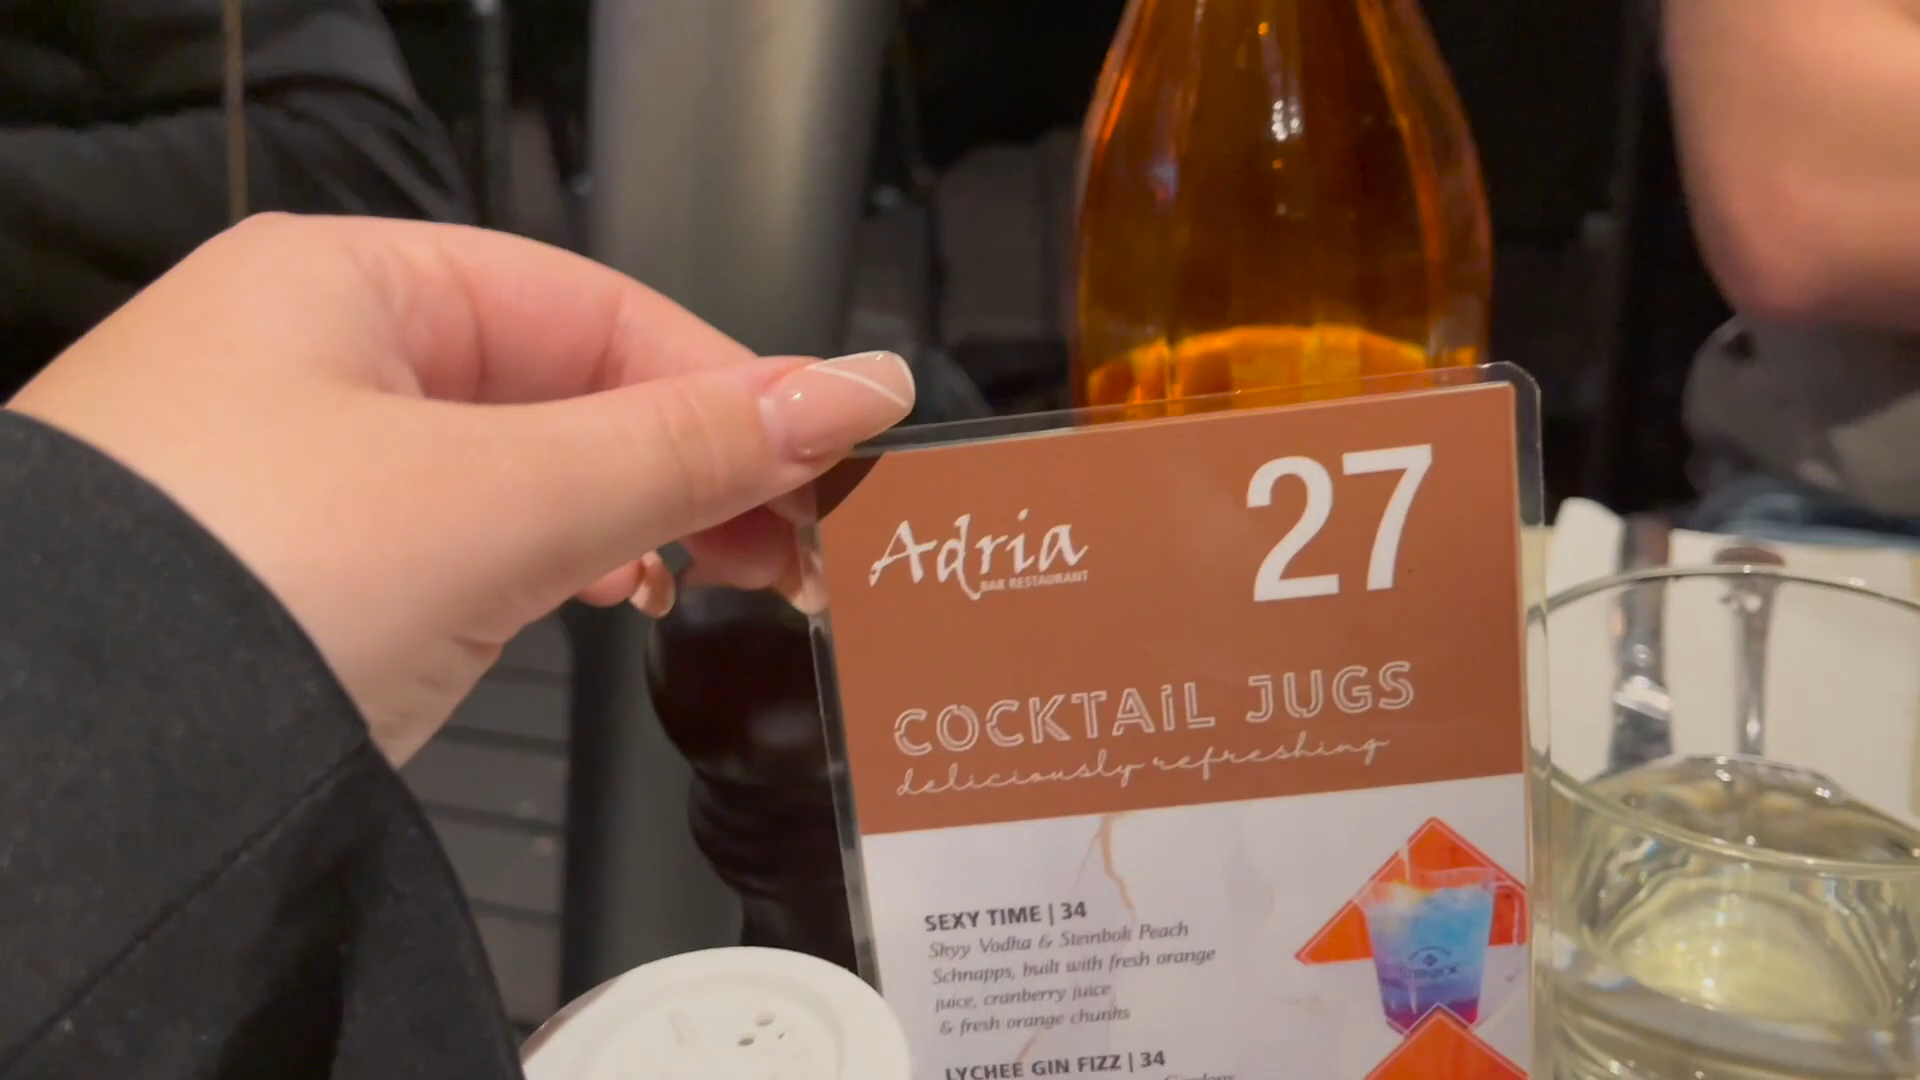 Adria
BAR RESTAURANT
27
COCKTAIL JUGS
deliciously refreshing
SEXY TIME | 34
Skyy Vodka & Steinbok Peach
Schnapps, built with fresh orange
juice, cranberry juice
& fresh orange chunks
LYCHEE GIN FIZZ | 34